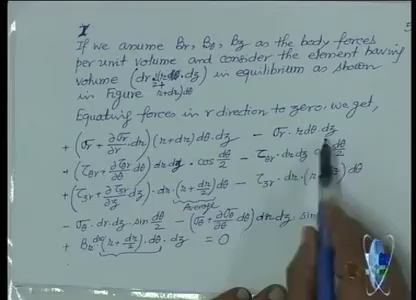 If we assume Br, Bθ, Bz as the body forces
per unit volume and consider the element having
volume (dr. r dθ. dz) in equilibrium as shown
in Figure (r+dr)dθ
Equating forces in r direction to zero, we get,
+ (σr + ∂σr/∂r dr) (r+dr) dθ . dz - σr . r dθ . dz
+ (τθr + ∂τθr/∂θ dθ) dr dz . cos dθ/2 - τθr . dr dz cos dθ/2
+ (τzr + ∂τzr/∂z dz) . dr . (r + dr/2) dθ - τzr . dr . (r + ) dθ
Average
- σθ . dr . dz . sin dθ/2 - (σθ + ∂σθ/∂θ dθ) dr dz . sin
+ Br (r + dr/2) . dθ . dz = 0